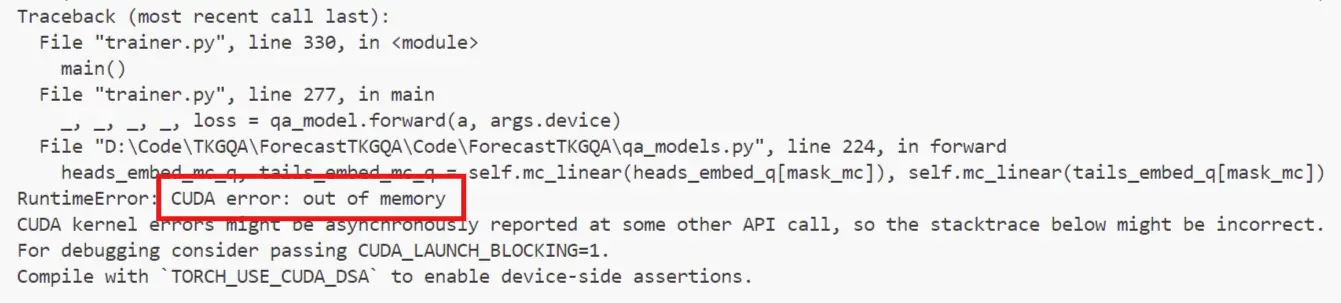 Traceback (most recent call last):
  File "trainer.py", line 330, in <module>
    main()
  File "trainer.py", line 277, in main
    _, _, _, _, loss = qa_model.forward(a, args.device)
  File "D:\Code\TKGQA\ForecastTKGQA\Code\ForecastTKGQA\qa_models.py", line 224, in forward
    heads_embed_mc_q, tails_embed_mc_q = self.mc_linear(heads_embed_q[mask_mc]), self.mc_linear(tails_embed_q[mask_mc])
RuntimeError: CUDA error: out of memory
CUDA kernel errors might be asynchronously reported at some other API call, so the stacktrace below might be incorrect.
For debugging consider passing CUDA_LAUNCH_BLOCKING=1.
Compile with `TORCH_USE_CUDA_DSA` to enable device-side assertions.